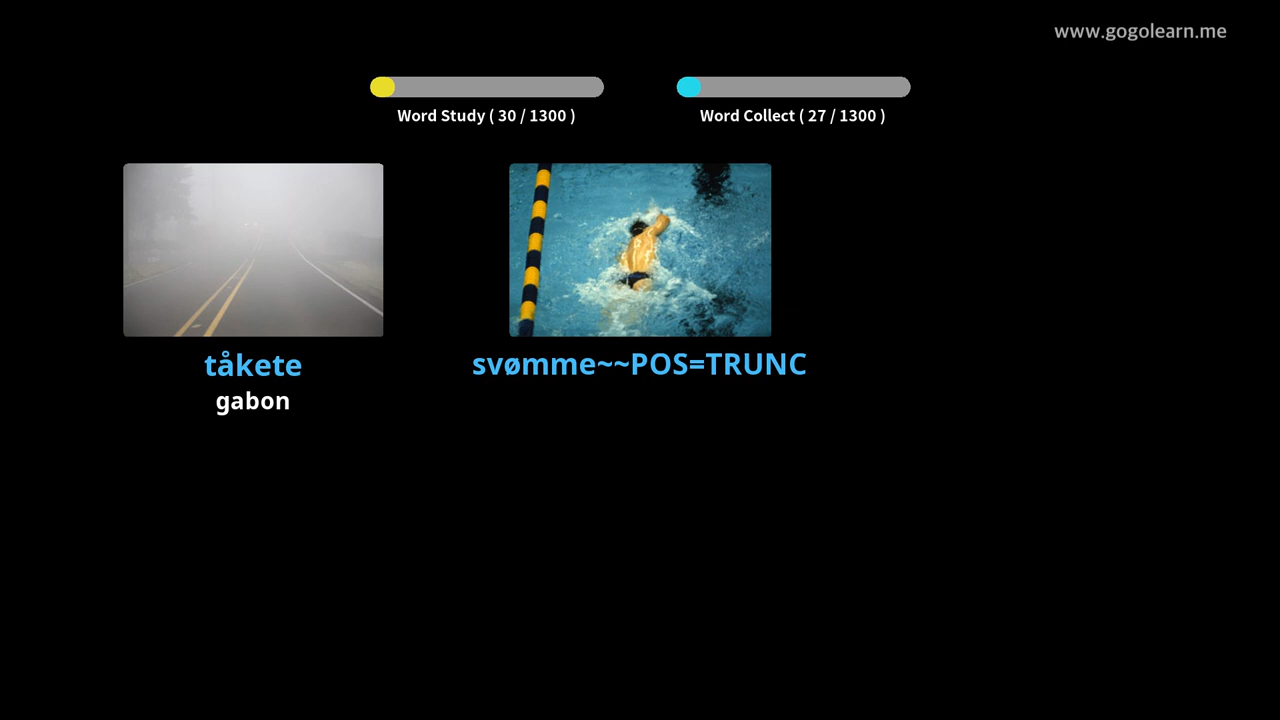 www.gogolearn.me
Word Study ( 30 / 1300 )
Word Collect ( 27 / 1300 )
tåkete
gabon
svømme~~POS=TRUNC